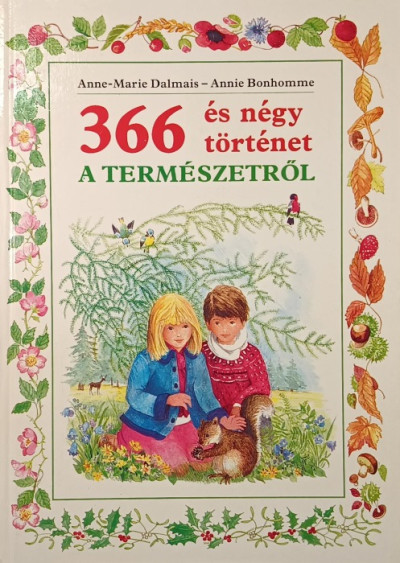 Anne-Marie Dalmais – Annie Bonhomme
366 és négy
történet
A TERMÉSZETRŐL